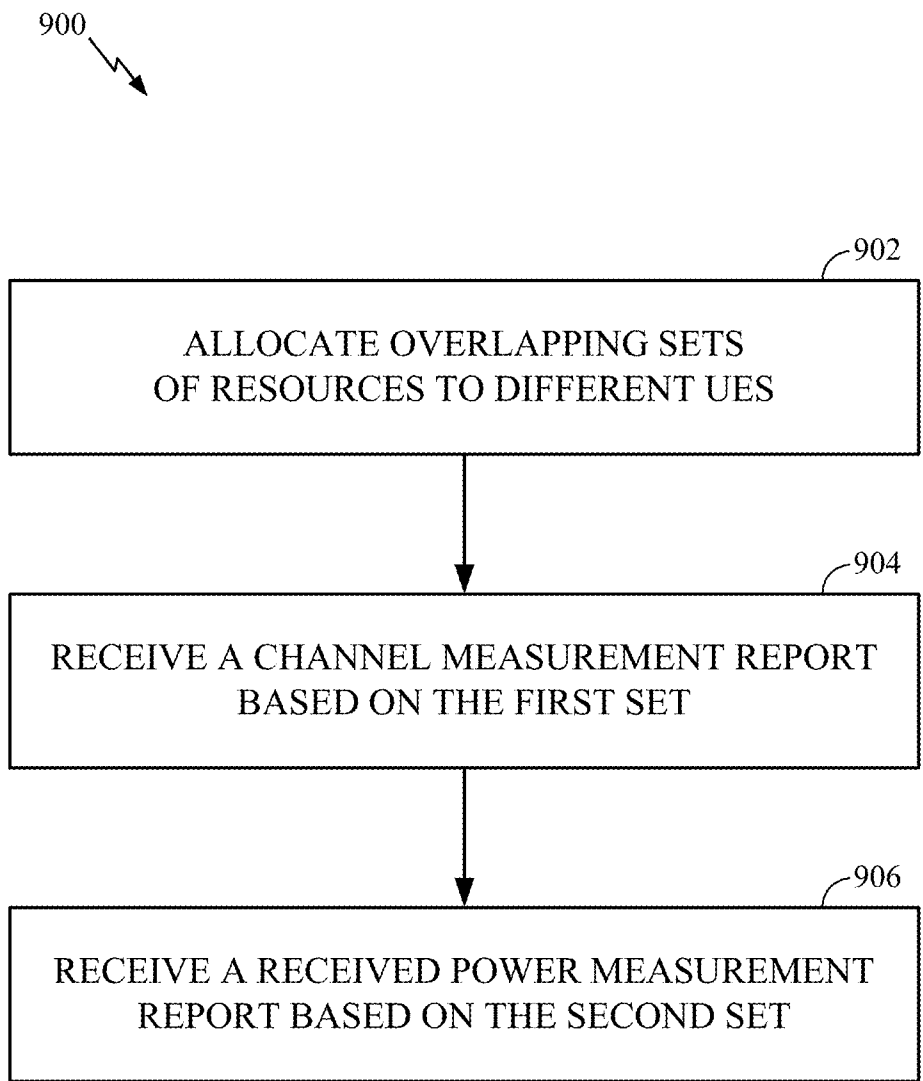 900
902
ALLOCATE OVERLAPPING SETS
OF RESOURCES TO DIFFERENT UES
904
RECEIVE A CHANNEL MEASUREMENT REPORT
BASED ON THE FIRST SET
906
RECEIVE A RECEIVED POWER MEASUREMENT
REPORT BASED ON THE SECOND SET